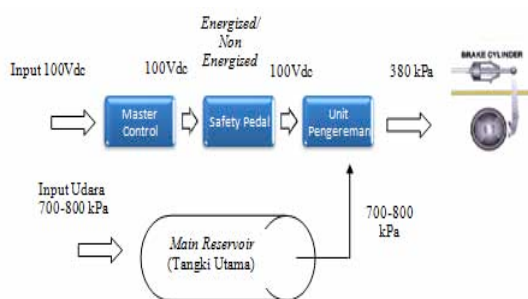 Energized/
Non
Energized
Input 100Vdc
100Vdc
100Vdc
380 kPa
BRAKE CYLINDER
Master
Control
Safety Pedal
Unit
Pengereman
Input Udara
700-800 kPa
Main Reservoir
(Tangki Utama)
700-800
kPa